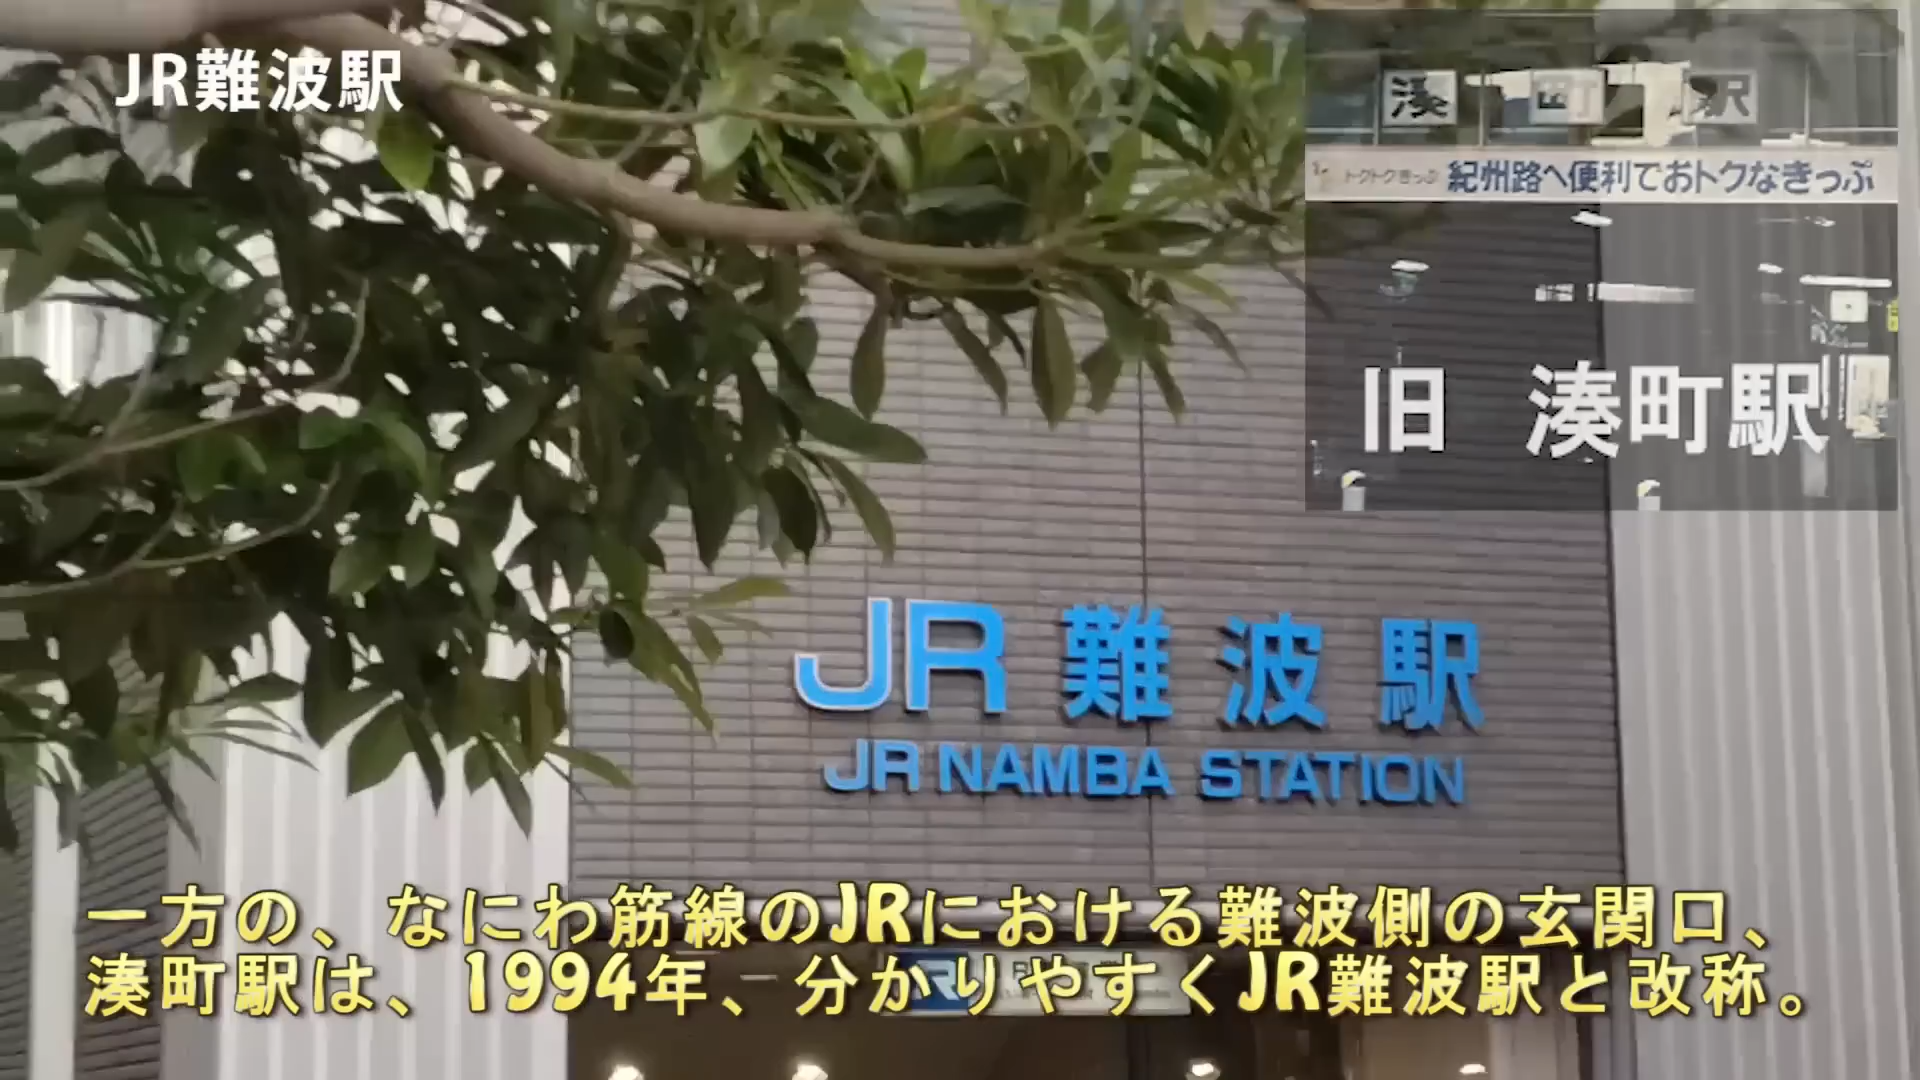 JR難波駅
湊町駅
トクトクきっぷ 紀州路へ便利でおトクなきっぷ
旧 湊町駅
JR難波駅
JR NAMBA STATION
一方の、なにわ筋線のJRにおける難波側の玄関口、
湊町駅は、1994年、分かりやすくJR難波駅と改称。